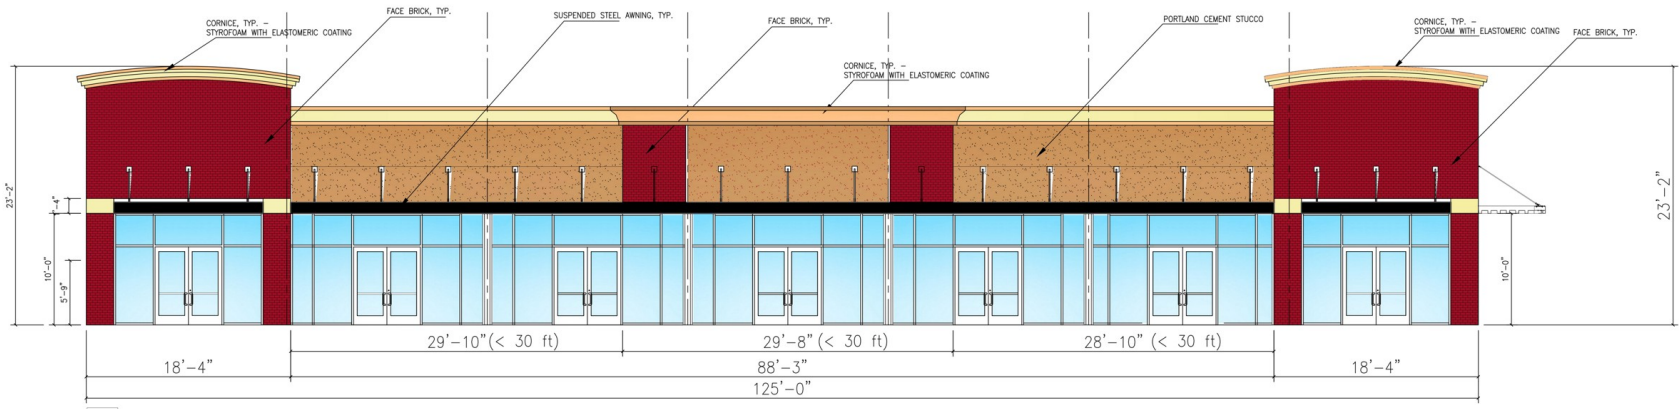 CORNICE, TYP. –
STYROFOAM WITH ELASTOMERIC COATING
FACE BRICK, TYP.
SUSPENDED STEEL AWNING, TYP.
FACE BRICK, TYP.
CORNICE, TYP. –
STYROFOAM WITH ELASTOMERIC COATING
PORTLAND CEMENT STUCCO
CORNICE, TYP. –
STYROFOAM WITH ELASTOMERIC COATING
FACE BRICK, TYP.
23'-2"
10'-0"
5'-9"
10'-0"
23'-2"
29'-10" (< 30 ft)
29'-8" (< 30 ft)
28'-10" (< 30 ft)
18'-4"
88'-3"
18'-4"
125'-0"